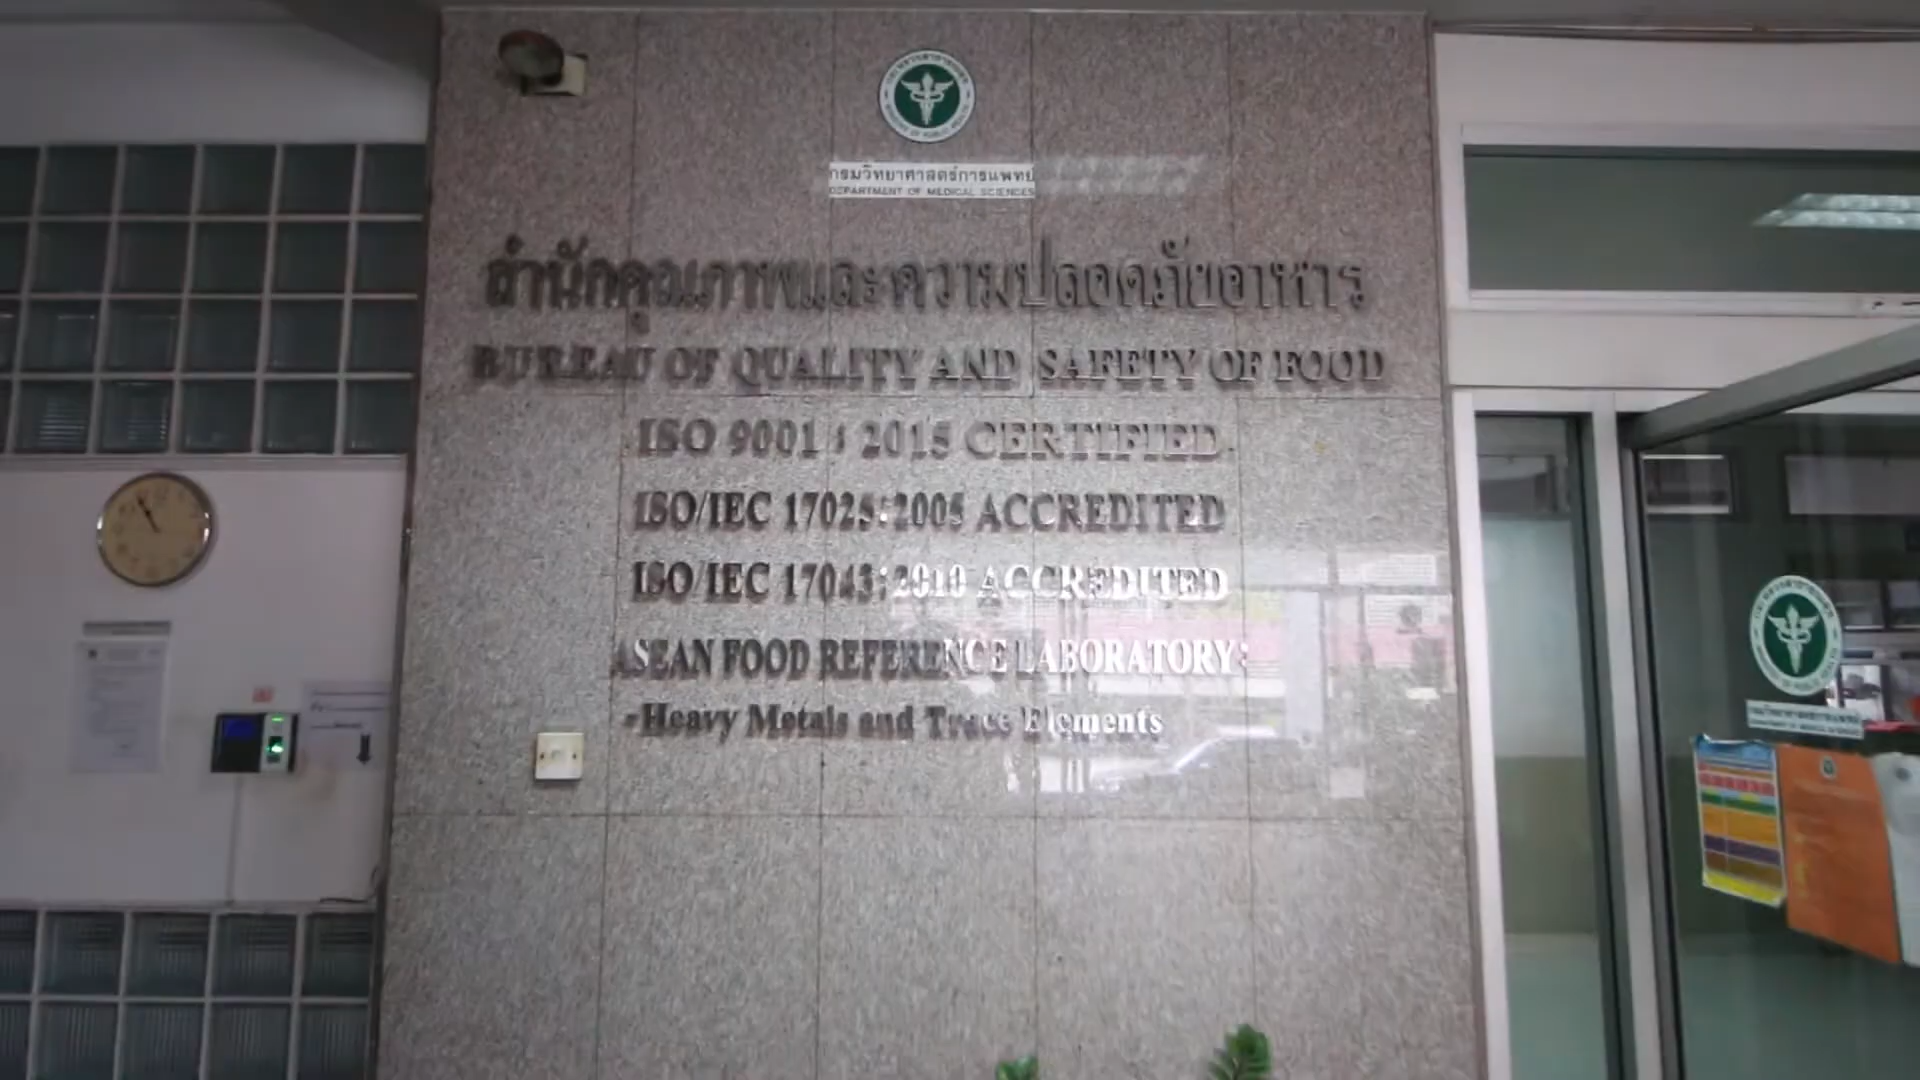 กรมวิทยาศาสตร์การแพทย์
DEPARTMENT OF MEDICAL SCIENCES
สำนักคุณภาพและความปลอดภัยอาหาร
BUREAU OF QUALITY AND SAFETY OF FOOD
ISO 9001 : 2015 CERTIFIED
ISO/IEC 17025:2005 ACCREDITED
ISO/IEC 17043:2010 ACCREDITED
ASEAN FOOD REFERENCE LABORATORY:
-Heavy Metals and Trace Elements